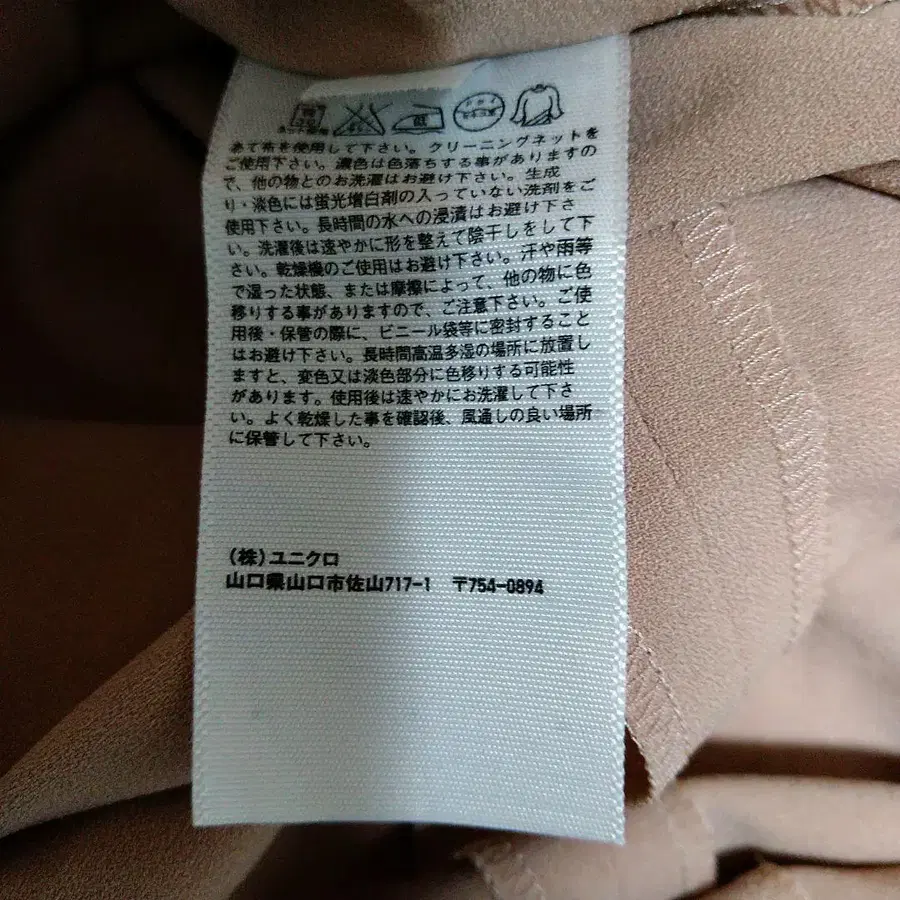 あて布を使用して下さい。クリーニングネットを
ご使用下さい。濃色は色落ちする事がありますの
で、他の物とのお洗濯はお避け下さい。生成
り・淡色には蛍光増白剤の入っていない洗剤をご
使用下さい。長時間の水への浸漬はお避け下さ
い。洗濯後は速やかに形を整えて陰干しをして下
さい。乾燥機のご使用はお避け下さい。汗や雨等
で湿った状態、または摩擦によって、他の物に色
移りする事がありますので、ご注意下さい。ご使
用後・保管の際に、ビニール袋等に密封すること
はお避け下さい。長時間高温多湿の場所に放置し
ますと、変色又は淡色部分に色移りする可能性
があります。使用後は速やかにお洗濯して下さ
い。よく乾燥した事を確認後、風通しの良い場所
に保管して下さい。
(株)ユニクロ
山口県山口市佐山717-1 〒754-0894